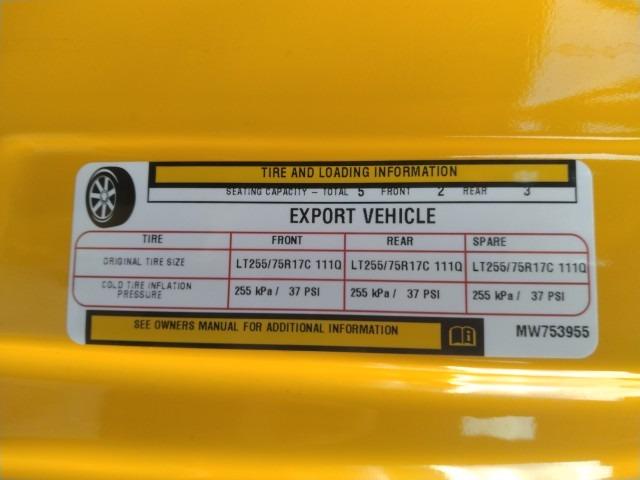 TIRE AND LOADING INFORMATION
SEATING CAPACITY – TOTAL 5 FRONT 2 REAR 3
EXPORT VEHICLE
TIRE FRONT REAR SPARE
ORIGINAL TIRE SIZE LT255/75R17C 111Q LT255/75R17C 111Q LT255/75R17C 111Q
COLD TIRE INFLATION
PRESSURE 255 kPa / 37 PSI 255 kPa / 37 PSI 255 kPa / 37 PSI
SEE OWNERS MANUAL FOR ADDITIONAL INFORMATION
MW753955